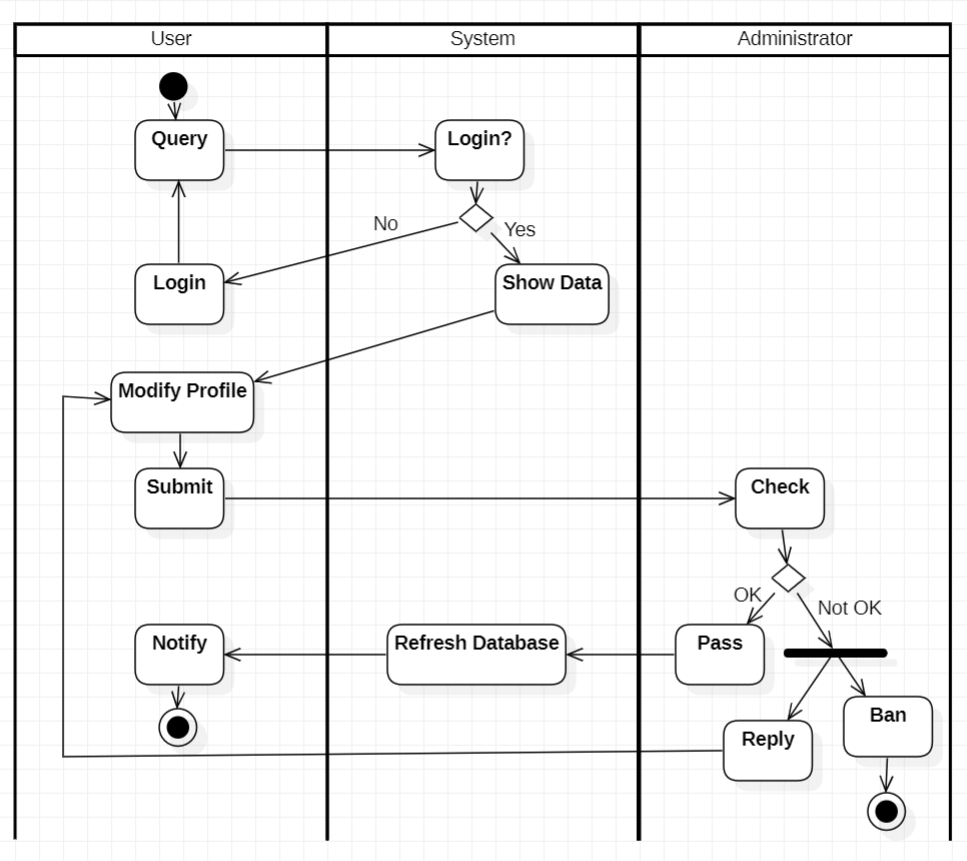 User
System
Administrator
Query
Login?
No
Yes
Login
Show Data
Modify Profile
Submit
Check
OK
Not OK
Notify
Refresh Database
Pass
Ban
Reply